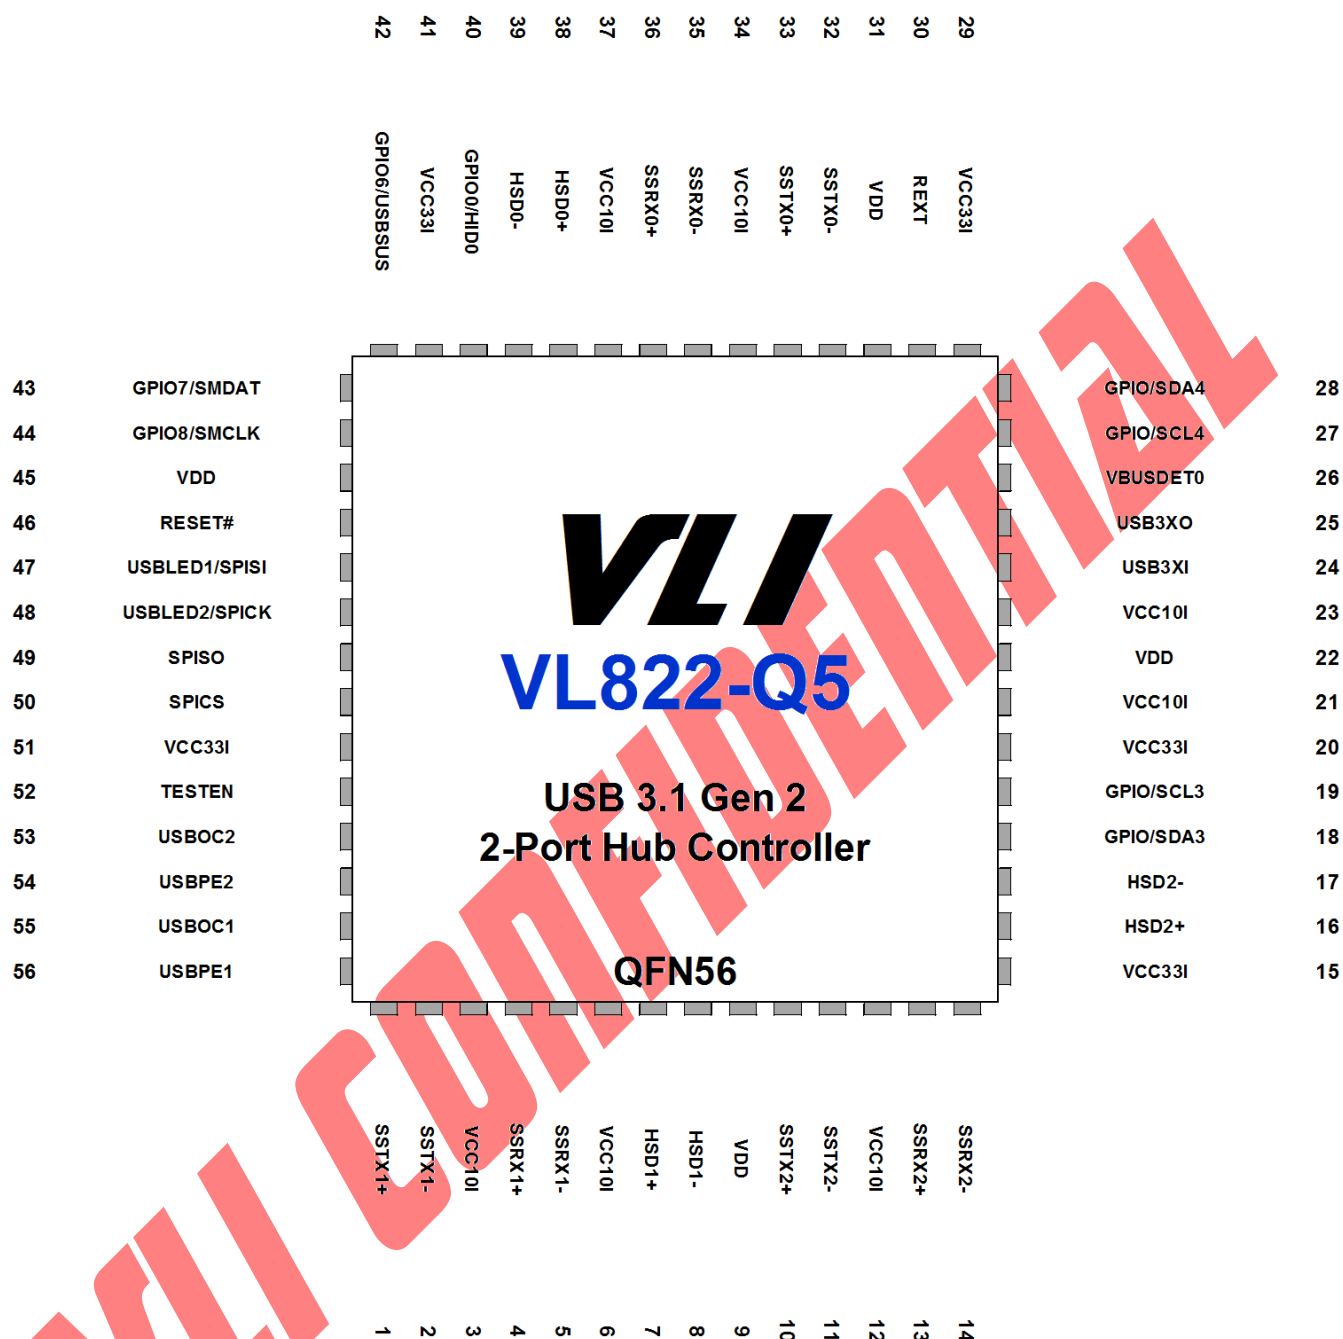 42 41 40 39 38 37 36 35 34 33 32 31 30 29
GPIO6/USBSUS VCC33I GPIO0/HID0 HSD0- HSD0+ VCC10I SSRX0+ SSRX0- VCC10I SSTX0+ SSTX0- VDD REXT VCC33I
43 GPIO7/SMDAT GPIO/SDA4 28
44 GPIO8/SMCLK GPIO/SCL4 27
45 VDD VBUSDET0 26
46 RESET# USB3XO 25
47 USBLED1/SPISI USB3XI 24
48 USBLED2/SPICK VCC10I 23
49 SPISO VDD 22
50 SPICS VCC10I 21
51 VCC33I VCC33I 20
52 TESTEN GPIO/SCL3 19
53 USBOC2 GPIO/SDA3 18
54 USBPE2 HSD2- 17
55 USBOC1 HSD2+ 16
56 USBPE1 VCC33I 15
VLI
VL822-Q5
USB 3.1 Gen 2
2-Port Hub Controller
QFN56
SSTX1+ SSTX1- VCC10I SSRX1+ SSRX1- VCC10I HSD1+ HSD1- VDD SSTX2+ SSTX2- VCC10I SSRX2+ SSRX2-
1 2 3 4 5 6 7 8 9 10 11 12 13 14
VLI CONFIDENTIAL